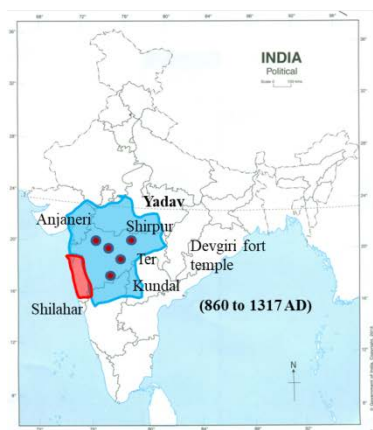 INDIA
Political
Yadav
Anjaneri
Shirpur
Devgiri fort
temple
Ter
Kundal
Shilahar
(860 to 1317 AD)
N